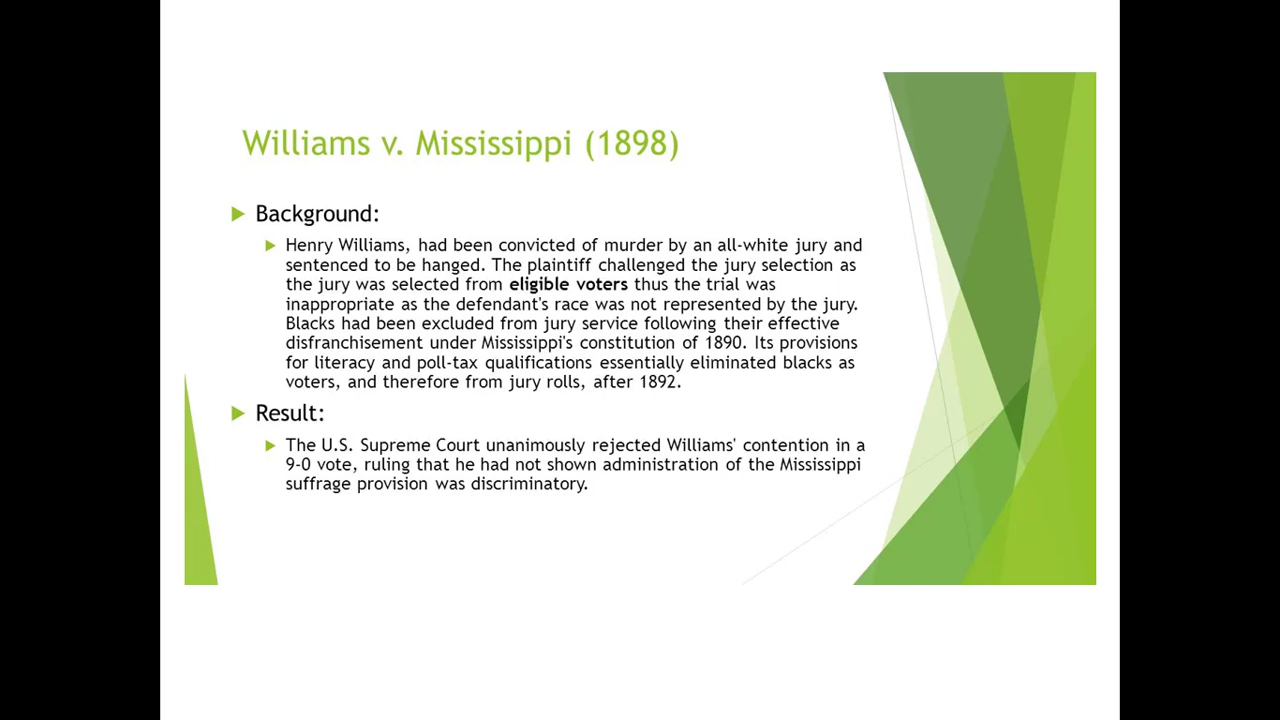 Williams v. Mississippi (1898)
Background:
Henry Williams, had been convicted of murder by an all-white jury and
sentenced to be hanged. The plaintiff challenged the jury selection as
the jury was selected from eligible voters thus the trial was
inappropriate as the defendant's race was not represented by the jury.
Blacks had been excluded from jury service following their effective
disfranchisement under Mississippi's constitution of 1890. Its provisions
for literacy and poll-tax qualifications essentially eliminated blacks as
voters, and therefore from jury rolls, after 1892.
Result:
The U.S. Supreme Court unanimously rejected Williams' contention in a
9-0 vote, ruling that he had not shown administration of the Mississippi
suffrage provision was discriminatory.